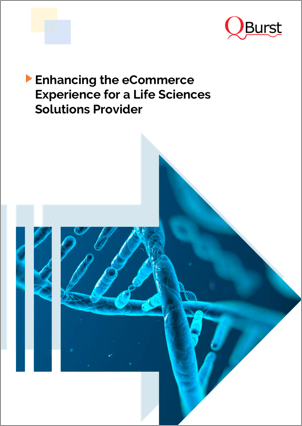 QBurst
Enhancing the eCommerce
Experience for a Life Sciences
Solutions Provider